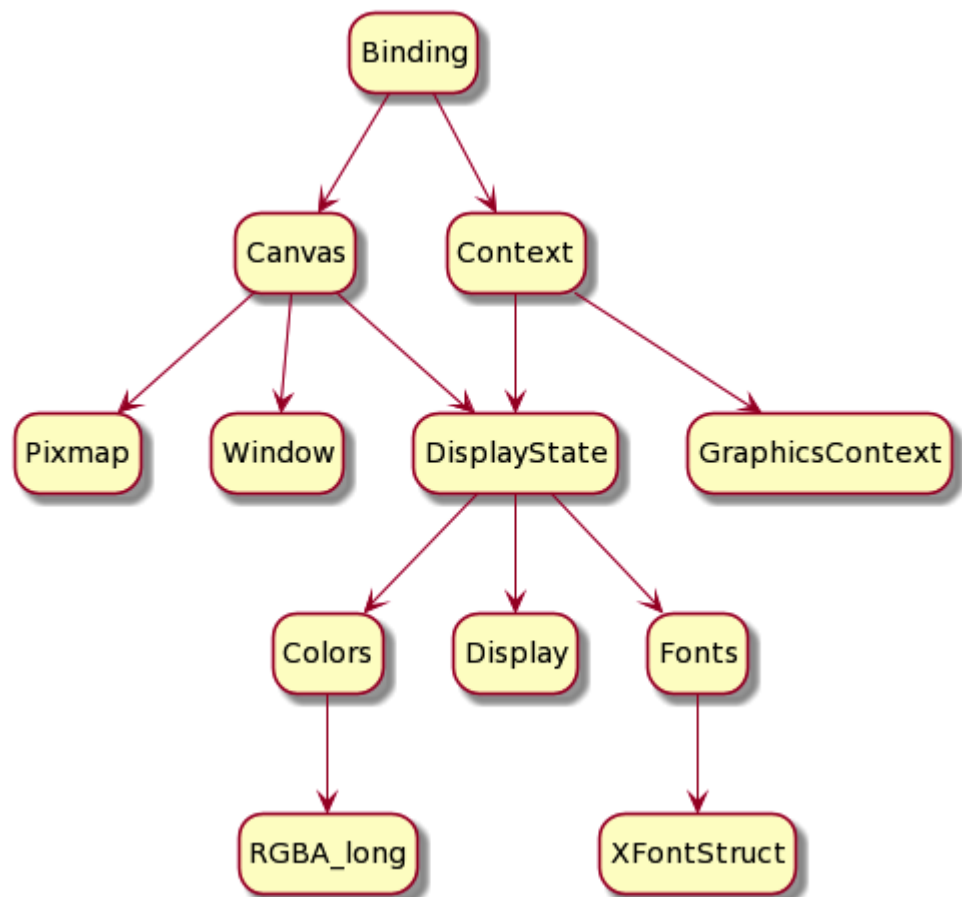 Binding
Canvas
Context
Pixmap
Window
DisplayState
GraphicsContext
Colors
Display
Fonts
RGBA_long
XFontStruct